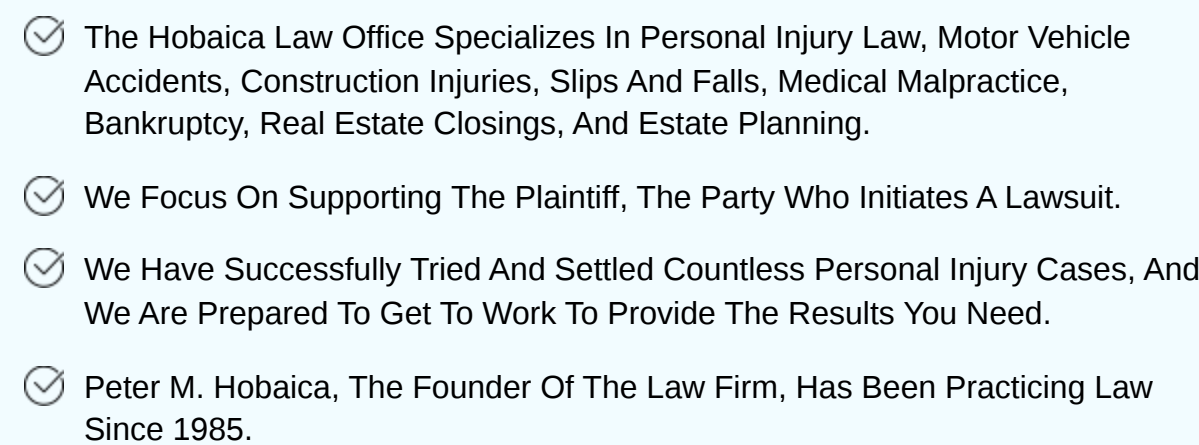 The Hobaica Law Office Specializes In Personal Injury Law, Motor Vehicle
Accidents, Construction Injuries, Slips And Falls, Medical Malpractice,
Bankruptcy, Real Estate Closings, And Estate Planning.
We Focus On Supporting The Plaintiff, The Party Who Initiates A Lawsuit.
We Have Successfully Tried And Settled Countless Personal Injury Cases, And
We Are Prepared To Get To Work To Provide The Results You Need.
Peter M. Hobaica, The Founder Of The Law Firm, Has Been Practicing Law
Since 1985.